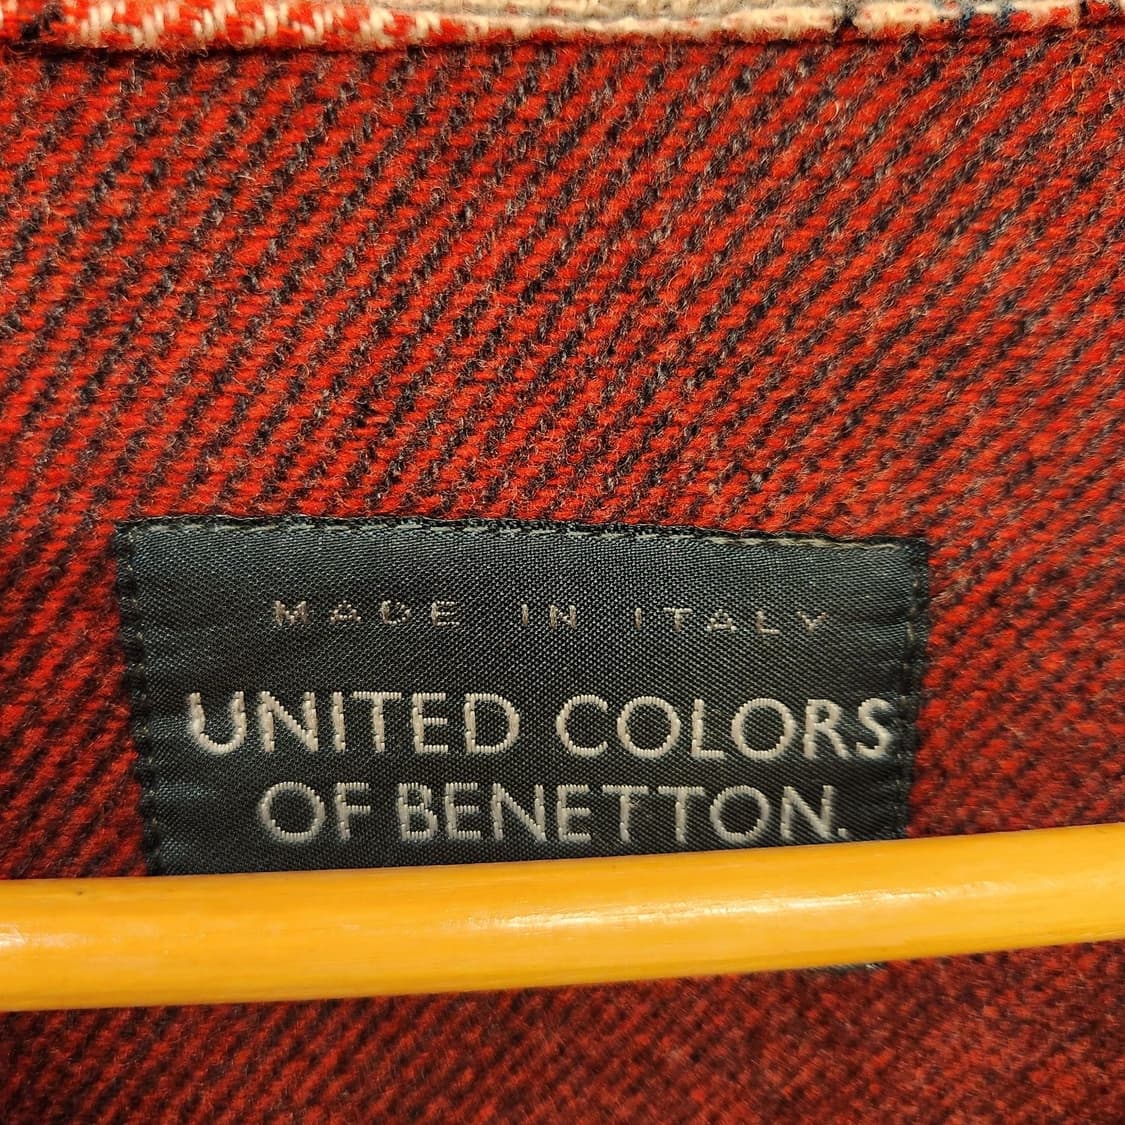 MADE IN ITALY
UNITED COLORS
OF BENETTON.